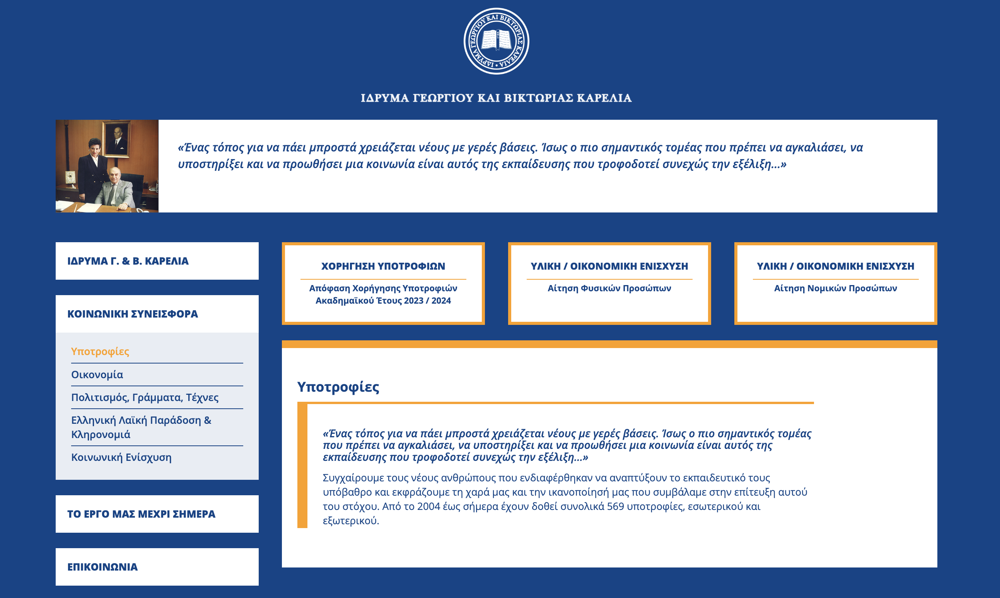 ΙΔΡΥΜΑ ΓΕΩΡΓΙΟΥ ΚΑΙ ΒΙΚΤΩΡΙΑΣ ΚΑΡΕΛΙΑ •
ΙΓΒΚ
ΙΔΡΥΜΑ ΓΕΩΡΓΙΟΥ ΚΑΙ ΒΙΚΤΩΡΙΑΣ ΚΑΡΕΛΙΑ
«Ένας τόπος για να πάει μπροστά χρειάζεται νέους με γερές βάσεις. Ίσως ο πιο σημαντικός τομέας που πρέπει να αγκαλιάσει, να
υποστηρίξει και να προωθήσει μια κοινωνία είναι αυτός της εκπαίδευσης που τροφοδοτεί συνεχώς την εξέλιξη...»
ΙΔΡΥΜΑ Γ. & Β. ΚΑΡΕΛΙΑ
ΚΟΙΝΩΝΙΚΗ ΣΥΝΕΙΣΦΟΡΑ
Υποτροφίες
Οικονομία
Πολιτισμός, Γράμματα, Τέχνες
Ελληνική Λαϊκή Παράδοση &
Κληρονομιά
Κοινωνική Ενίσχυση
ΤΟ ΕΡΓΟ ΜΑΣ ΜΕΧΡΙ ΣΗΜΕΡΑ
ΕΠΙΚΟΙΝΩΝΙΑ
ΧΟΡΗΓΗΣΗ ΥΠΟΤΡΟΦΙΩΝ
Απόφαση Χορήγησης Υποτροφιών
Ακαδημαϊκού Έτους 2023 / 2024
ΥΛΙΚΗ / ΟΙΚΟΝΟΜΙΚΗ ΕΝΙΣΧΥΣΗ
Αίτηση Φυσικών Προσώπων
ΥΛΙΚΗ / ΟΙΚΟΝΟΜΙΚΗ ΕΝΙΣΧΥΣΗ
Αίτηση Νομικών Προσώπων
Υποτροφίες
«Ένας τόπος για να πάει μπροστά χρειάζεται νέους με γερές βάσεις. Ίσως ο πιο σημαντικός τομέας
που πρέπει να αγκαλιάσει, να υποστηρίξει και να προωθήσει μια κοινωνία είναι αυτός της
εκπαίδευσης που τροφοδοτεί συνεχώς την εξέλιξη...»
Συγχαίρουμε τους νέους ανθρώπους που ενδιαφέρθηκαν να αναπτύξουν το εκπαιδευτικό τους
υπόβαθρο και εκφράζουμε τη χαρά μας και την ικανοποίησή μας που συμβάλαμε στην επίτευξη αυτού
του στόχου. Από το 2004 έως σήμερα έχουν δοθεί συνολικά 569 υποτροφίες, εσωτερικού και
εξωτερικού.